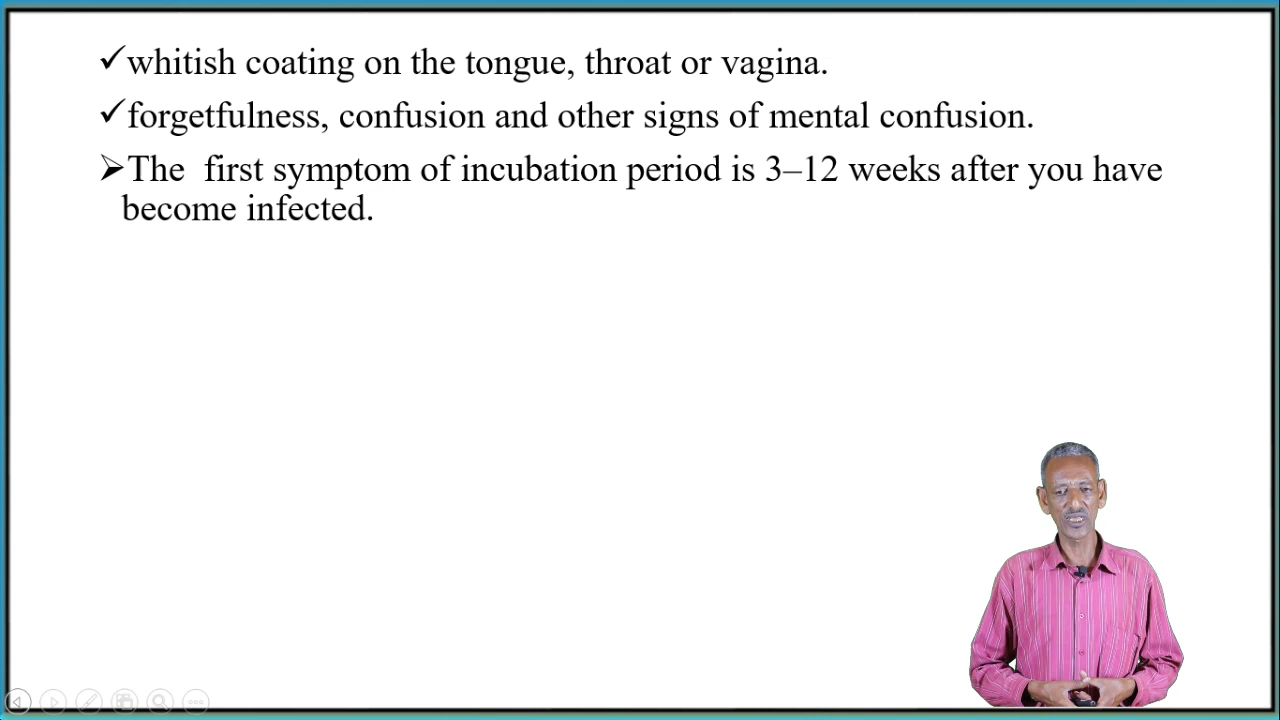 ✓whitish coating on the tongue, throat or vagina.
✓forgetfulness, confusion and other signs of mental confusion.
➢The  first symptom of incubation period is 3–12 weeks after you have
become infected.